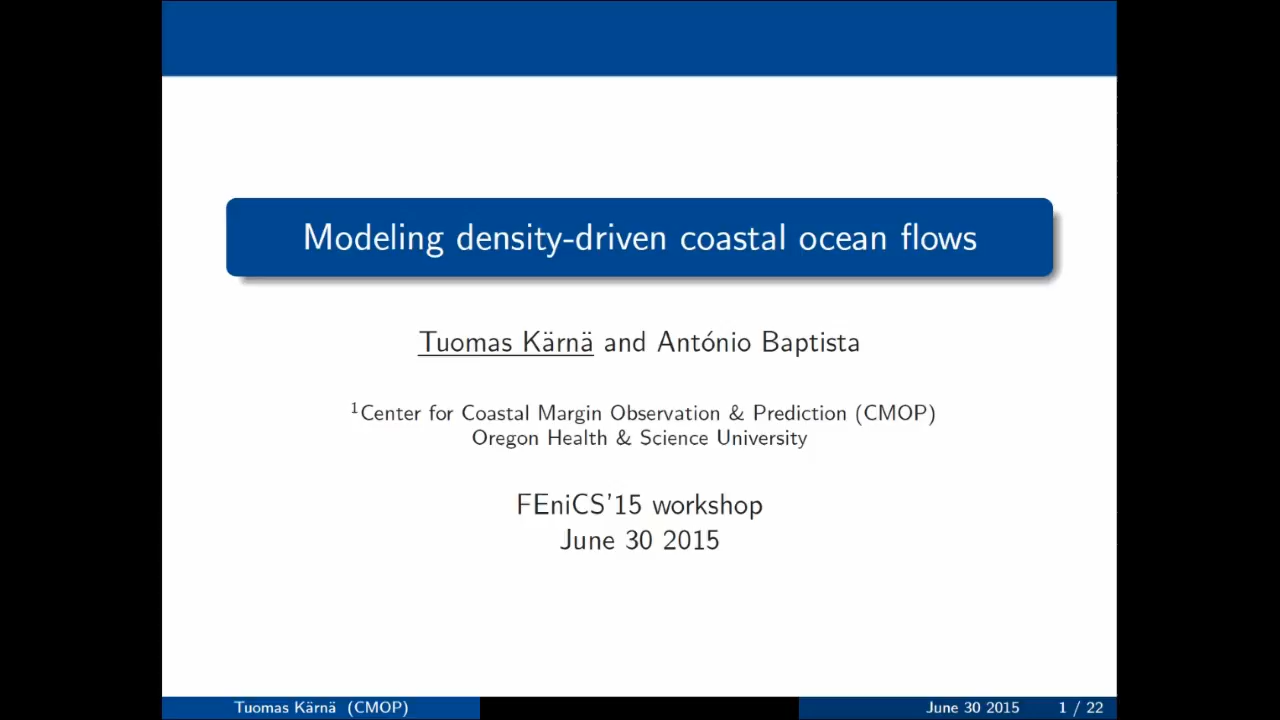 Modeling density-driven coastal ocean flows
Tuomas Kärnä and António Baptista
¹Center for Coastal Margin Observation & Prediction (CMOP)
Oregon Health & Science University
FEniCS'15 workshop
June 30 2015
Tuomas Kärnä (CMOP) June 30 2015 1 / 22